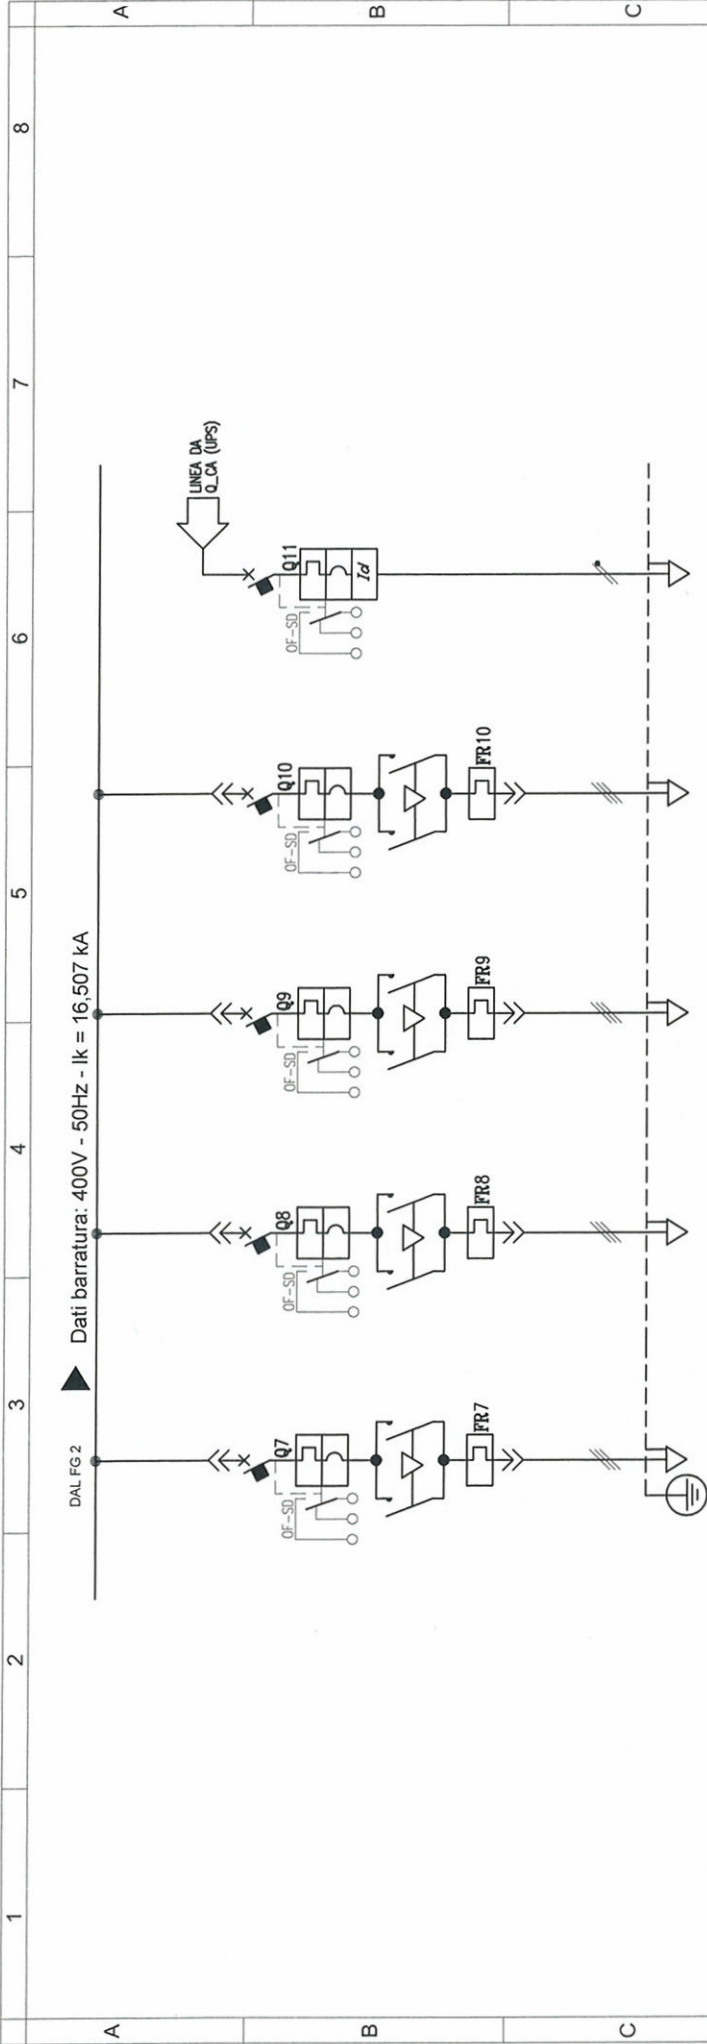 1 2 3 4 5 6 7 8
A A
DAL FG 2
Dati barratura: 400V - 50Hz - Ik = 16,507 kA
LINEA DA
Q_CA (UPS)
B B
Q7 Q8 Q9 Q10 Q11
OF-SD OF-SD OF-SD OF-SD OF-SD
Id
FR7 FR8 FR9 FR10
C C